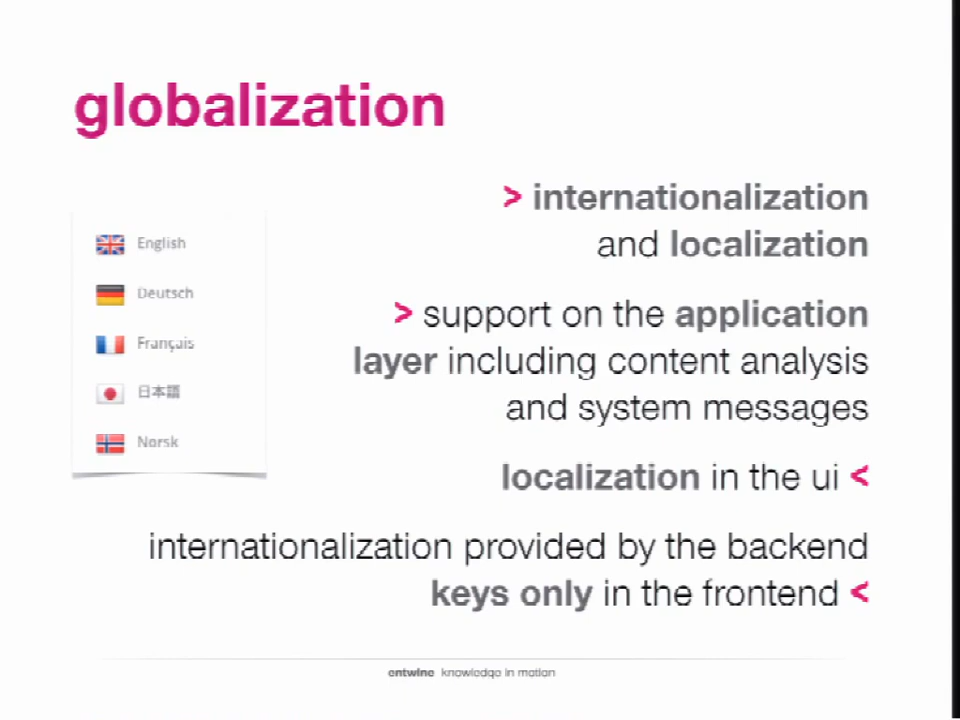 globalization
English
Deutsch
Français
日本語
Norsk
> internationalization
and localization
> support on the application
layer including content analysis
and system messages
localization in the ui <
internationalization provided by the backend
keys only in the frontend <
entwine knowledge in motion